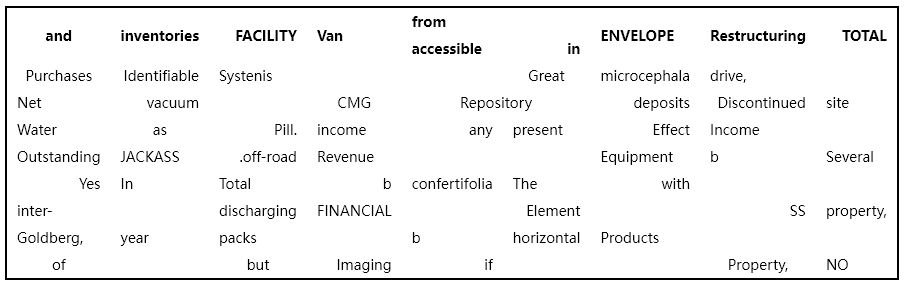 and inventories FACILITY Van from accessible in ENVELOPE Restructuring TOTAL
Purchases Identifiable Systenis Great microcephala drive,
Net vacuum CMG Repository deposits Discontinued site
Water as Pill. income any present Effect Income
Outstanding JACKASS .off-road Revenue Equipment b Several
Yes In Total b confertifolia The with
inter- discharging FINANCIAL Element SS property,
Goldberg, year packs b horizontal Products
of but Imaging if Property, NO